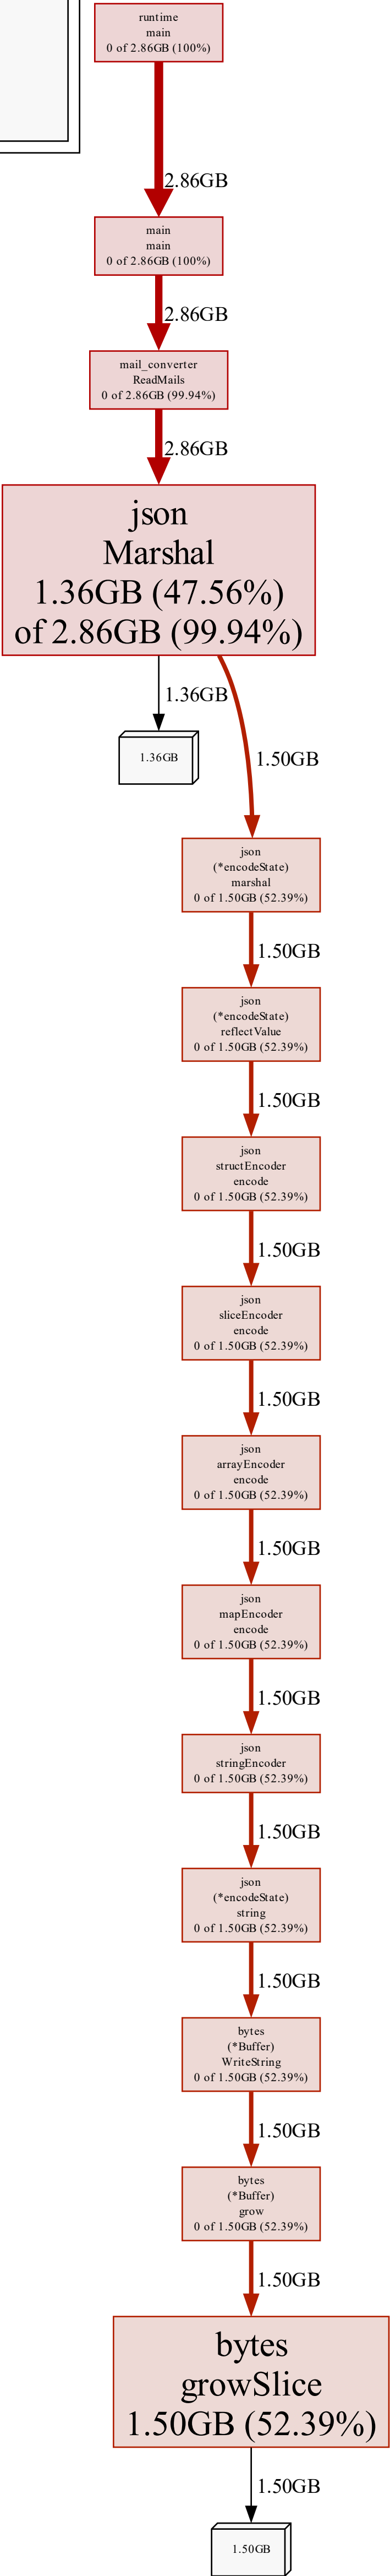 runtime
main
0 of 2.86GB (100%)
2.86GB
main
main
0 of 2.86GB (100%)
2.86GB
mail_converter
ReadMails
0 of 2.86GB (99.94%)
2.86GB
json
Marshal
1.36GB (47.56%)
of 2.86GB (99.94%)
1.36GB
1.50GB
1.36GB
json
(*encodeState)
marshal
0 of 1.50GB (52.39%)
1.50GB
json
(*encodeState)
reflectValue
0 of 1.50GB (52.39%)
1.50GB
json
structEncoder
encode
0 of 1.50GB (52.39%)
1.50GB
json
sliceEncoder
encode
0 of 1.50GB (52.39%)
1.50GB
json
arrayEncoder
encode
0 of 1.50GB (52.39%)
1.50GB
json
mapEncoder
encode
0 of 1.50GB (52.39%)
1.50GB
json
stringEncoder
0 of 1.50GB (52.39%)
1.50GB
json
(*encodeState)
string
0 of 1.50GB (52.39%)
1.50GB
bytes
(*Buffer)
WriteString
0 of 1.50GB (52.39%)
1.50GB
bytes
(*Buffer)
grow
0 of 1.50GB (52.39%)
1.50GB
bytes
growSlice
1.50GB (52.39%)
1.50GB
1.50GB